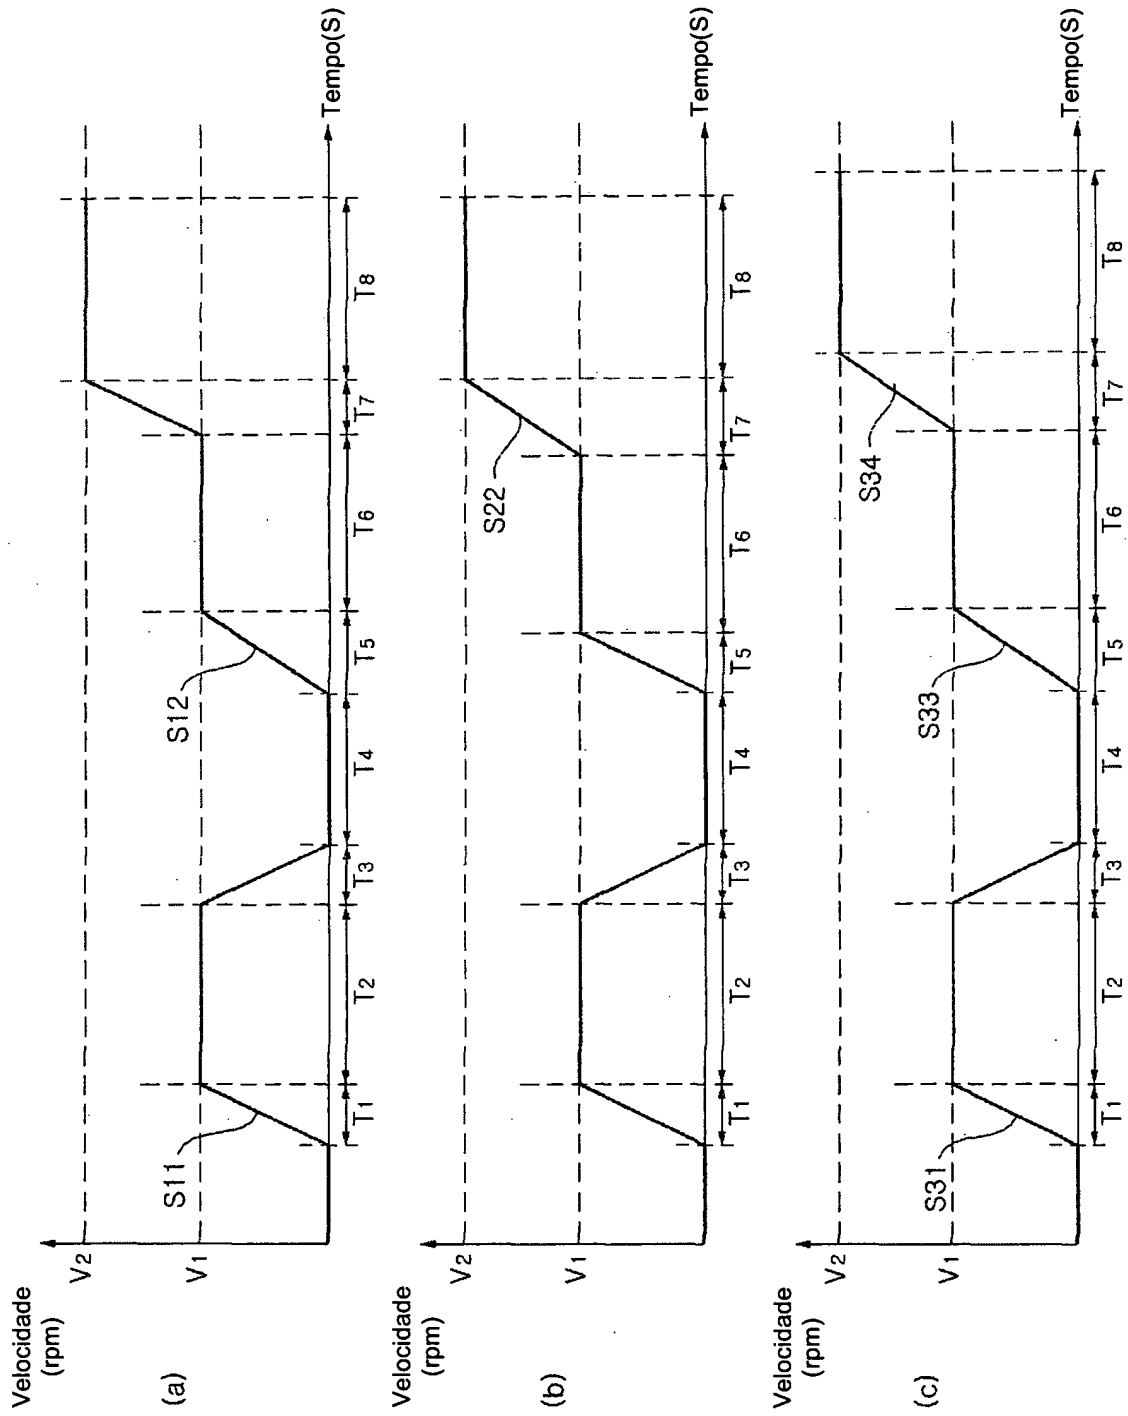 Velocidade
(rpm)
V2
V1
S11
S12
T1
T2
T3
T4
T5
T6
T7
T8
Tempo(S)
(a)
Velocidade
(rpm)
V2
V1
S22
T1
T2
T3
T4
T5
T6
T7
T8
Tempo(S)
(b)
Velocidade
(rpm)
V2
V1
S31
S33
S34
T1
T2
T3
T4
T5
T6
T7
T8
Tempo(S)
(c)